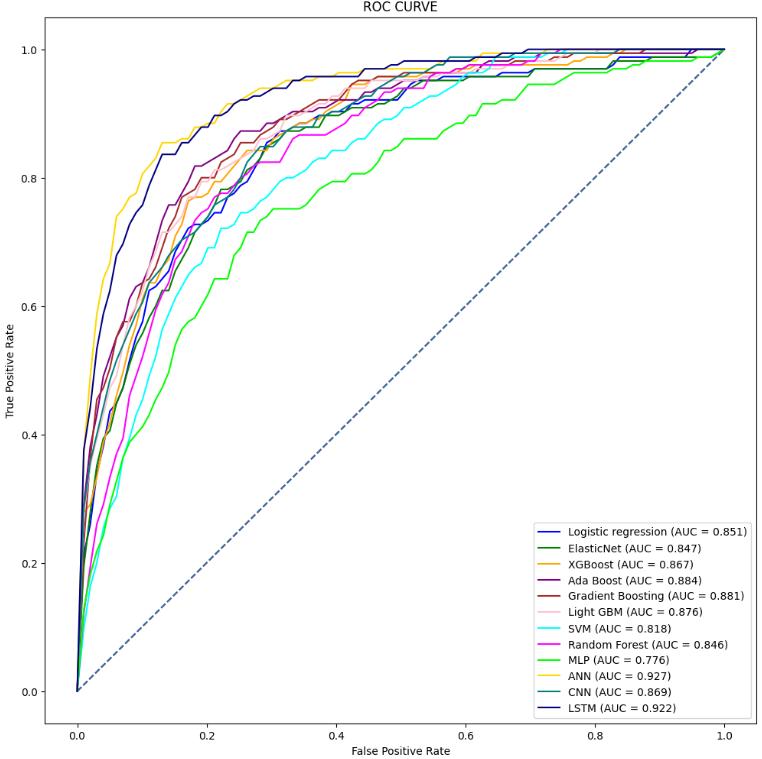 ROC CURVE
True Positive Rate
1.0
0.8
0.6
0.4
0.2
0.0
0.0 0.2 0.4 0.6 0.8 1.0
False Positive Rate
Logistic regression (AUC = 0.851)
ElasticNet (AUC = 0.847)
XGBoost (AUC = 0.867)
Ada Boost (AUC = 0.884)
Gradient Boosting (AUC = 0.881)
Light GBM (AUC = 0.876)
SVM (AUC = 0.818)
Random Forest (AUC = 0.846)
MLP (AUC = 0.776)
ANN (AUC = 0.927)
CNN (AUC = 0.869)
LSTM (AUC = 0.922)